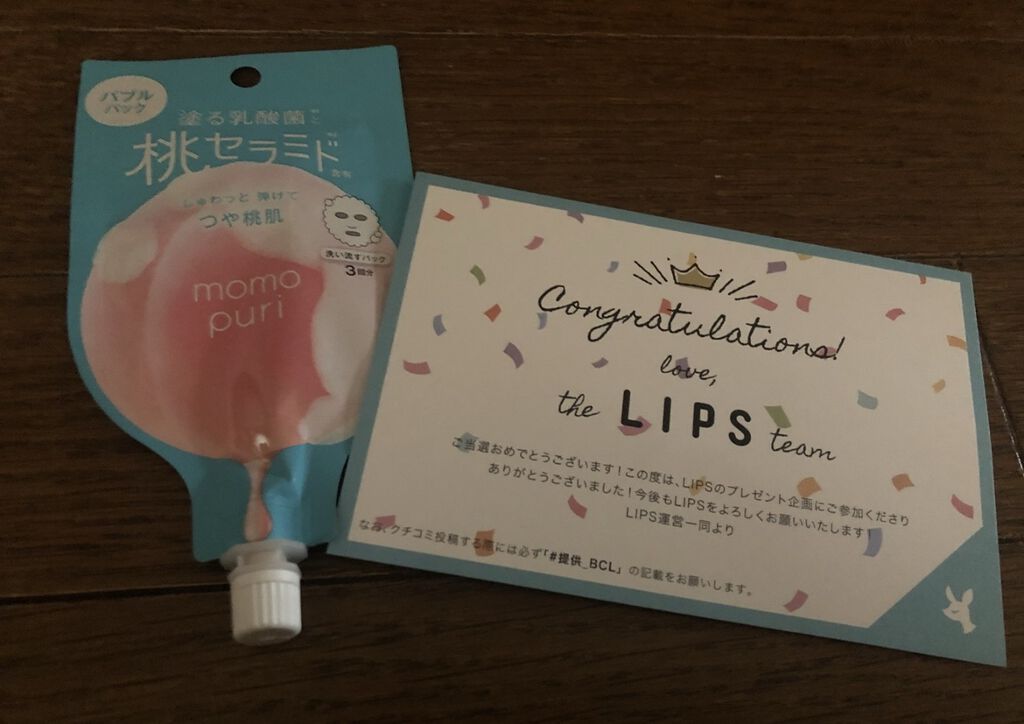 バブル
パック
塗る乳酸菌
桃セラミド
含有
しゅわっと 弾けて
つや桃肌
洗い流すパック
3回分
momo
puri
Congratulations!
love,
the LIPS team
ご当選おめでとうございます！この度は、LIPSのプレゼント企画にご参加くださり
ありがとうございました！今後もLIPSをよろしくお願いいたします
LIPS運営一同より
なお、クチコミ投稿する際には必ず「#提供_BCL」の記載をお願いします。